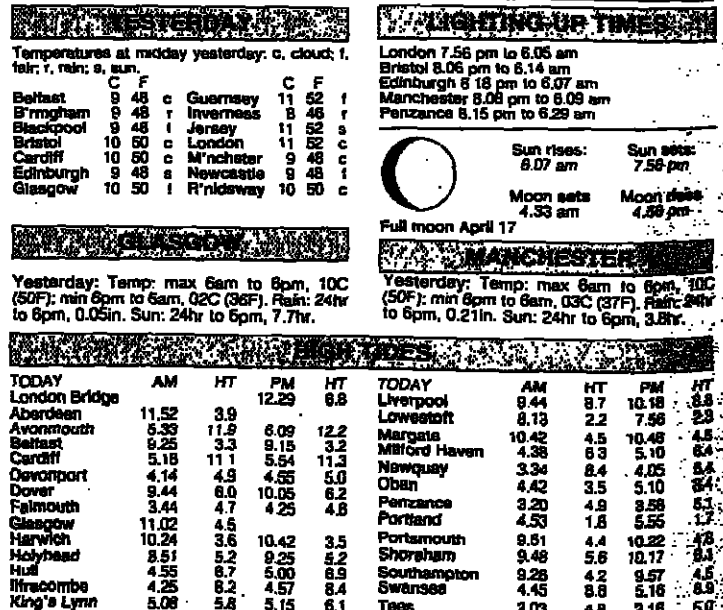 YESTERDAY
Temperatures at midday yesterday: c, cloud; f,
fair; r, rain; s, sun.
C F
Belfast 9 48 c
B'rmgham 9 48 r
Blackpool 9 48 f
Bristol 10 50 c
Cardiff 10 50 c
Edinburgh 9 48 s
Glasgow 10 50 f
C F
Guernsey 11 52 f
Inverness 8 46 r
Jersey 11 52 s
London 11 52 c
M'nchster 9 48 c
Newcastle 9 48 f
R'nldsway 10 50 c
GLASGOW
Yesterday: Temp: max 6am to 6pm, 10C
(50F); min 6pm to 6am, 02C (36F). Rain: 24hr
to 6pm, 0.05in. Sun: 24hr to 6pm, 7.7hr.
LIGHTING-UP TIMES
London 7.56 pm to 6.05 am
Bristol 8.06 pm to 6.14 am
Edinburgh 8 18 pm to 6.07 am
Manchester 8.08 pm to 6.09 am
Penzance 8.15 pm to 6.29 am
Sun rises: Sun sets:
6.07 am 7.56 pm
Moon sets Moon rises
4.33 am 4.58 pm
Full moon April 17
MANCHESTER
Yesterday: Temp: max 6am to 6pm, 10C
(50F); min 6pm to 6am, 03C (37F). Rain: 24hr
to 6pm, 0.21in. Sun: 24hr to 6pm, 3.8hr.
HIGH TIDES
TODAY AM HT PM HT
London Bridge 12.29 6.8
Aberdeen 11.52 3.9
Avonmouth 5.33 11.9 6.09 12.2
Belfast 9.25 3.3 9.15 3.2
Cardiff 5.18 11 1 5.54 11.3
Devonport 4.14 4.9 4.55 5.0
Dover 9.44 6.0 10.05 6.2
Falmouth 3.44 4.7 4.25 4.8
Glasgow 11.02 4.5
Harwich 10.24 3.6 10.42 3.5
Holyhead 8.51 5.2 9.25 5.2
Hull 4.55 6.7 5.00 6.9
Ilfracombe 4.25 8.2 4.57 8.4
King's Lynn 5.08 5.8 5.15 6.1
TODAY AM HT PM HT
Liverpool 9.44 8.7 10.18 8.8
Lowestoft 8.13 2.2 7.56 2.3
Margate 10.42 4.5 10.48
Milford Haven 4.38 6 3 5.10 6.4
Newquay 3.34 6.4 4.05
Oban 4.42 3.5 5.10
Penzance 3.20 4.9 3.58 5.1
Portland 4.53 1.8 5.55 1.7
Portsmouth 9.51 4.4 10.22
Shoreham 9.48 5.6 10.17
Southampton 9.28 4.2 9.57 4.5
Swansea 4.45 8.8 5.18 8.9
Tees 2.03 5.0